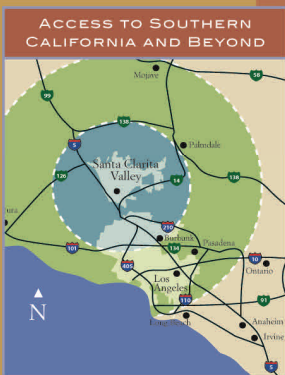 ACCESS TO SOUTHERN
CALIFORNIA AND BEYOND
Mojave
58
99
138
5
Palmdale
Santa Clarita
Valley
126
14
138
210
Burbank
Pasadena
101
134
405
10
Los
Angeles
Ontario
N
110
91
Long Beach
Anaheim
Irvine
5